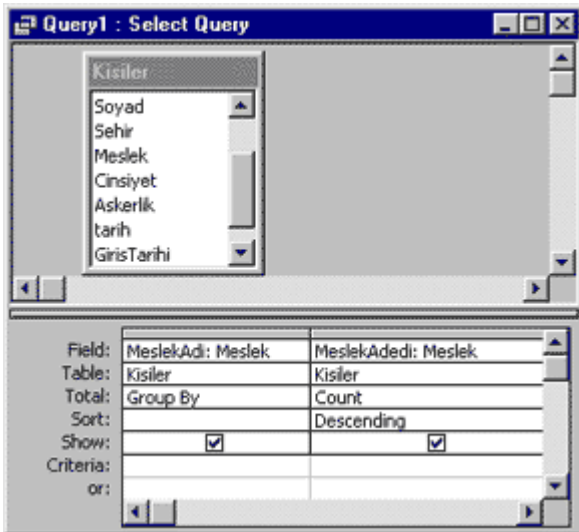 Query1 : Select Query
Kisiler
Soyad
Sehir
Meslek
Cinsiyet
Askerlik
tarih
GirisTarihi
Field: MeslekAdi: Meslek MeslekAdedi: Meslek
Table: Kisiler Kisiler
Total: Group By Count
Sort: Descending
Show:
Criteria:
or: